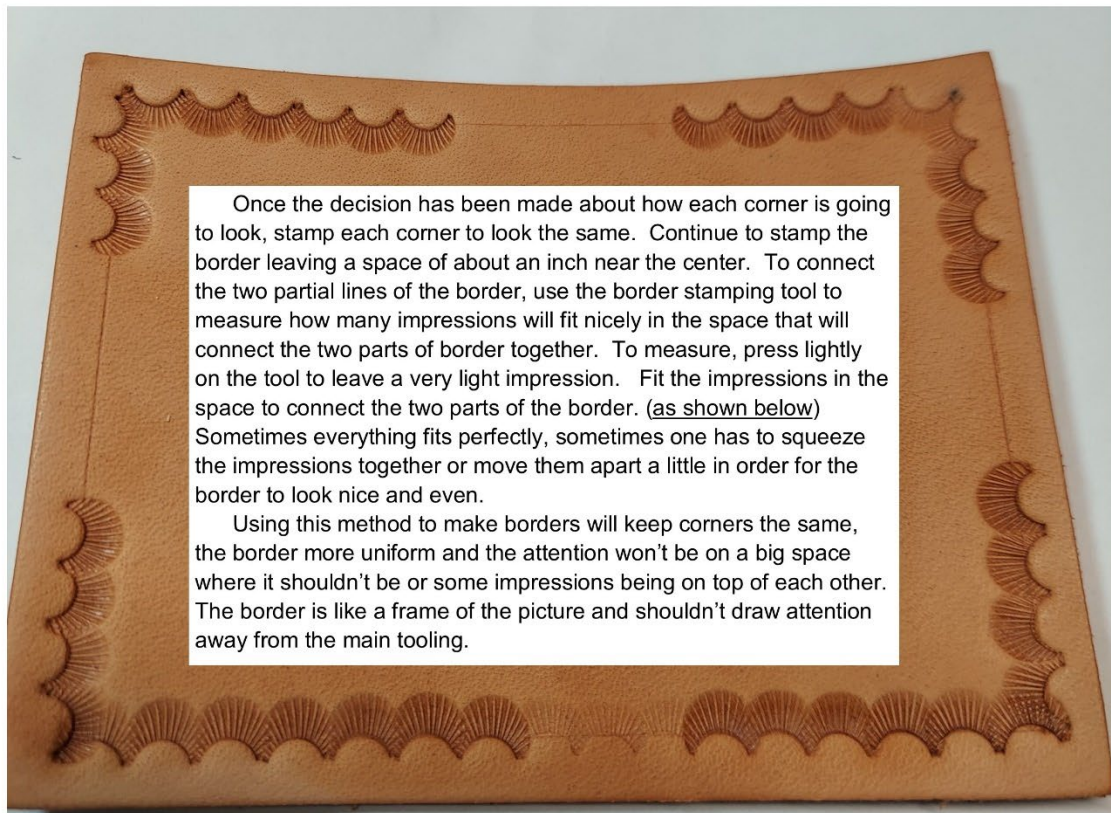 Once the decision has been made about how each corner is going
to look, stamp each corner to look the same.  Continue to stamp the
border leaving a space of about an inch near the center.  To connect
the two partial lines of the border, use the border stamping tool to
measure how many impressions will fit nicely in the space that will
connect the two parts of border together.  To measure, press lightly
on the tool to leave a very light impression.   Fit the impressions in the
space to connect the two parts of the border. (as shown below)
Sometimes everything fits perfectly, sometimes one has to squeeze
the impressions together or move them apart a little in order for the
border to look nice and even.
Using this method to make borders will keep corners the same,
the border more uniform and the attention won’t be on a big space
where it shouldn’t be or some impressions being on top of each other.
The border is like a frame of the picture and shouldn’t draw attention
away from the main tooling.